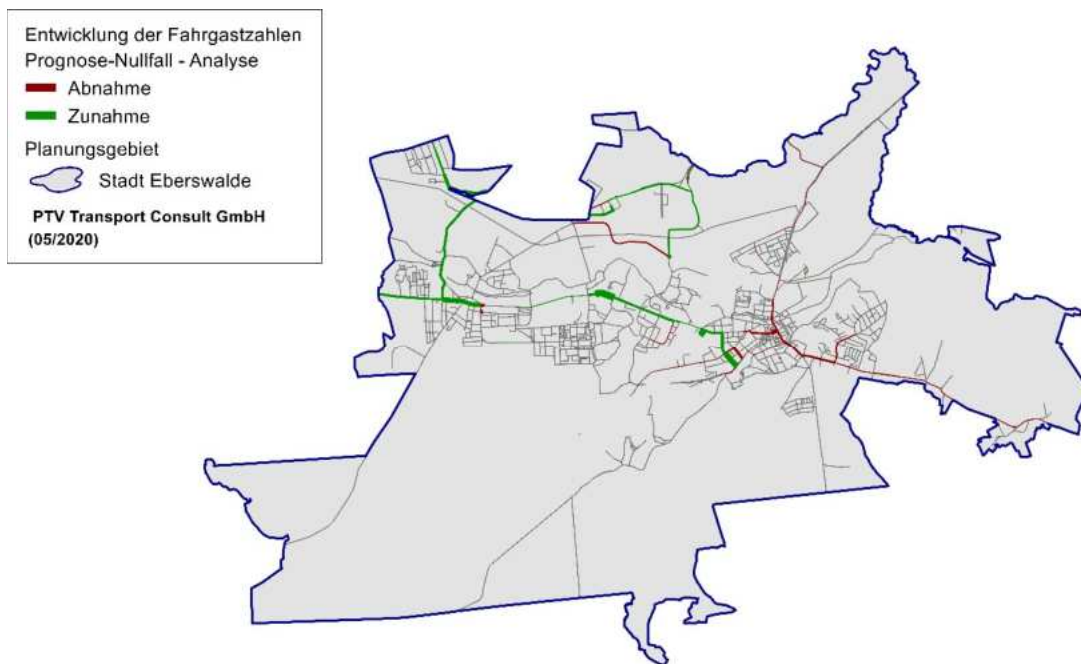 Entwicklung der Fahrgastzahlen
Prognose-Nullfall - Analyse
Abnahme
Zunahme
Planungsgebiet
Stadt Eberswalde
PTV Transport Consult GmbH
(05/2020)